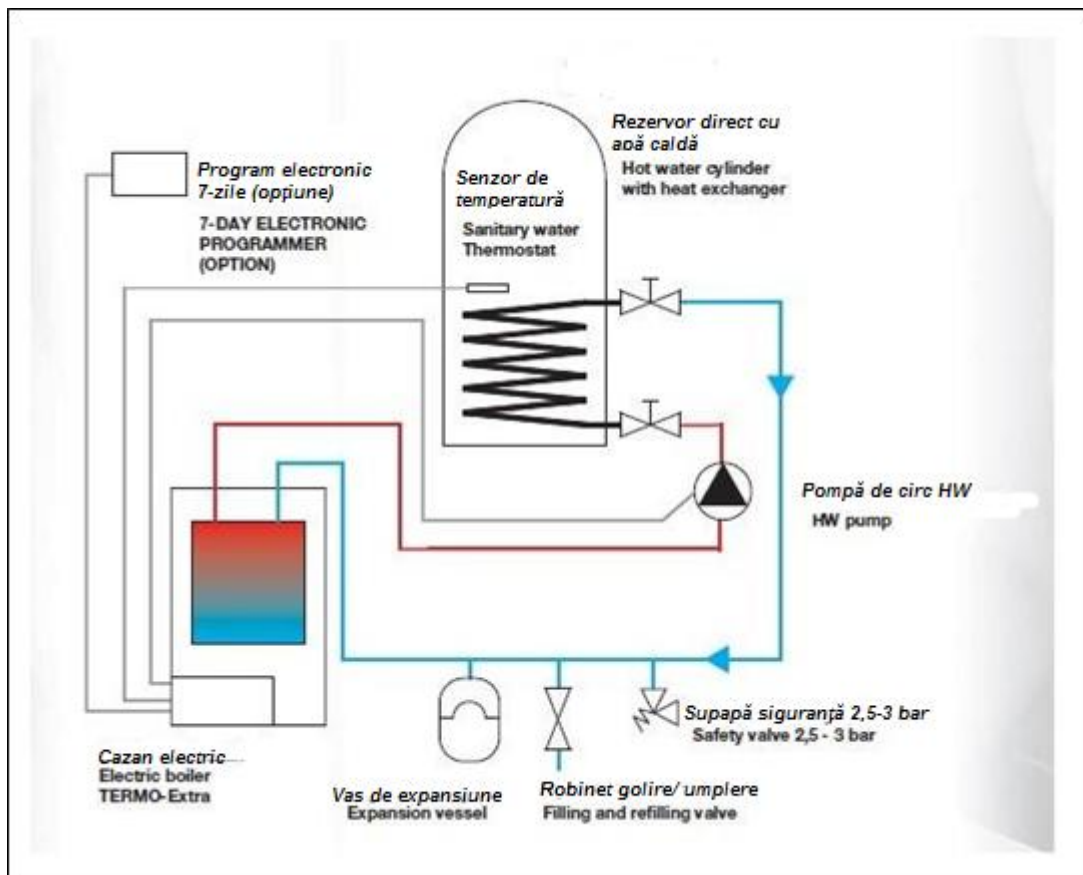 Rezervor direct cu
apă caldă
Hot water cylinder
with heat exchanger
Program electronic
7-zile (opțiune)
7-DAY ELECTRONIC
PROGRAMMER
(OPTION)
Senzor de
temperatură
Sanitary water
Thermostat
Pompă de circ HW
HW pump
Supapă siguranță 2,5-3 bar
Safety valve 2,5 - 3 bar
Cazan electric
Electric boiler
TERMO-Extra
Vas de expansiune
Expansion vessel
Robinet golire/ umplere
Filling and refilling valve